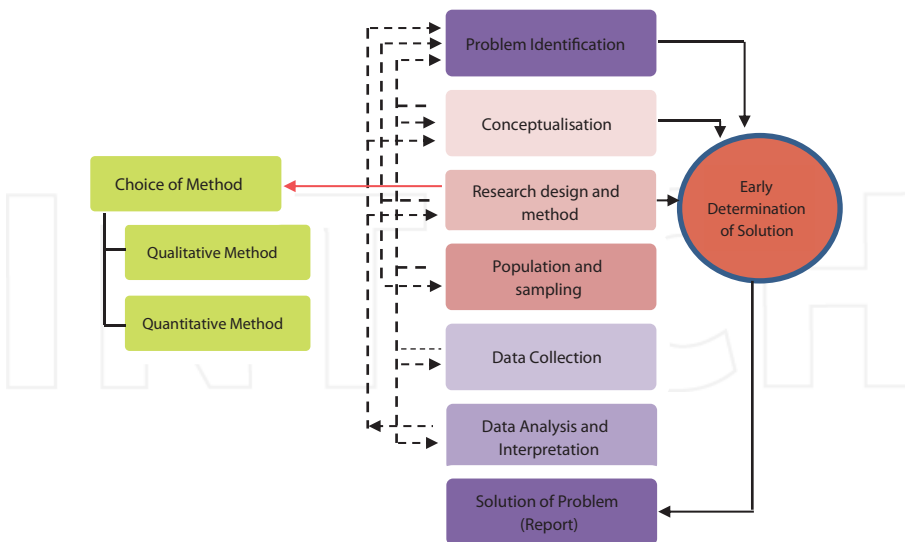 Problem Identification
Conceptualisation
Choice of Method
Research design and
method
Early
Determination
of Solution
Qualitative Method
Population and
sampling
Quantitative Method
Data Collection
Data Analysis and
Interpretation
Solution of Problem
(Report)